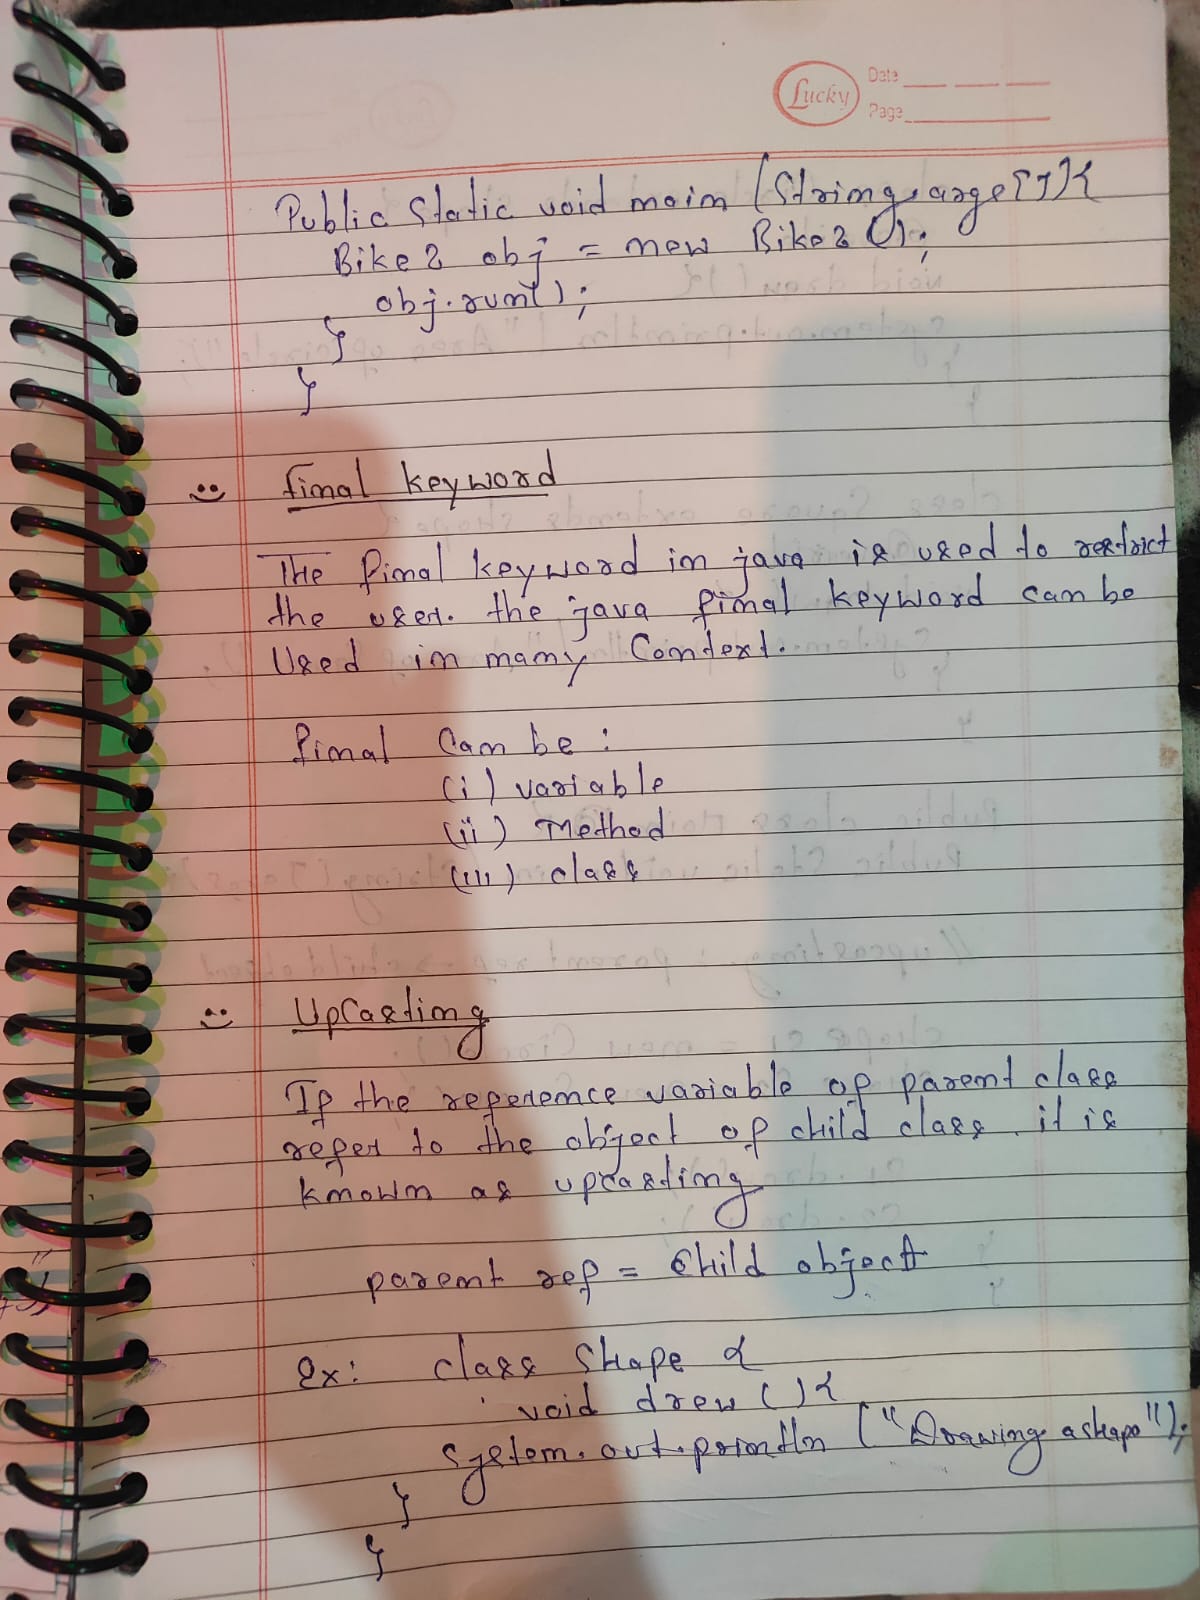 Lucky
Date
Page
Public Static void main (String args[]){
Bike2 obj = new Bike2();
obj.run();
}
}
final keyword
THe final keyword in java is used to restrict
the user. the java final keyword can be
Used in many Context.
final Can be :
(i) variable
(ii) Method
(iii) class
UpCasting
If the reference variable of parent class
refer to the object of child class. it is
known as upcasting
parent ref = Child object
Ex: class Shape {
void drew (){
System.out.println ("Drawing a shape");
}
}